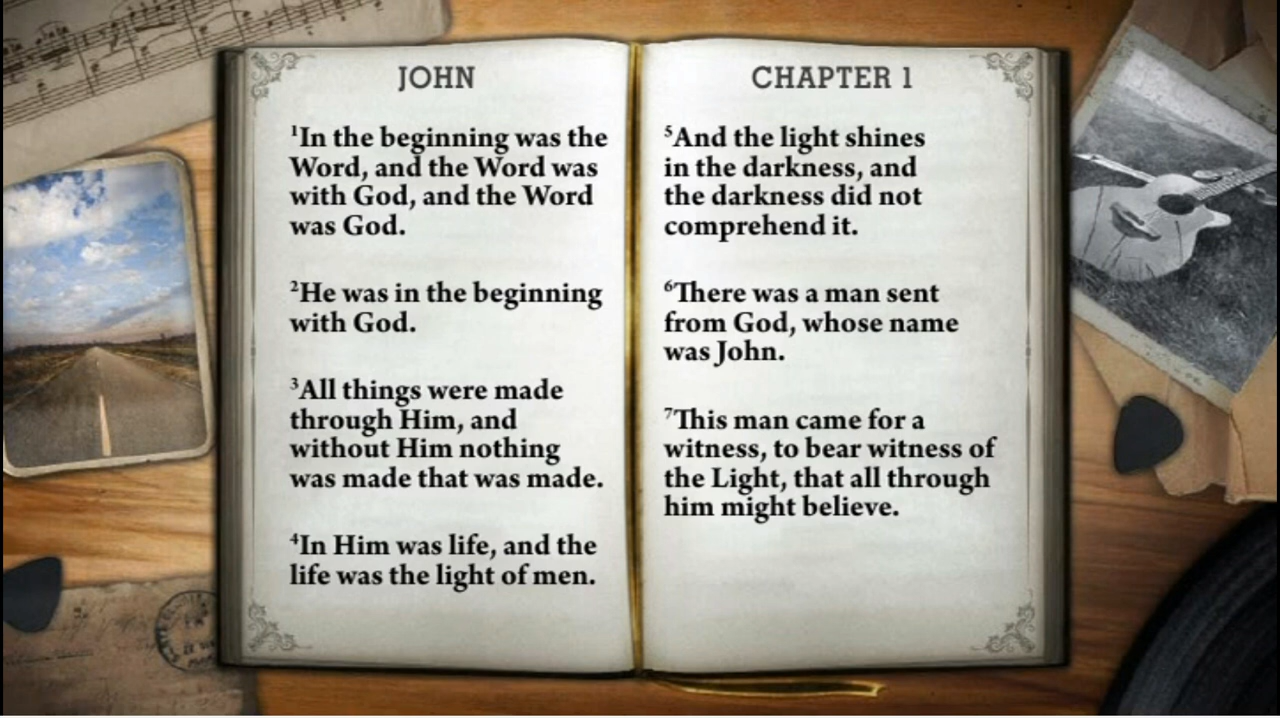 JOHN
¹In the beginning was the
Word, and the Word was
with God, and the Word
was God.
²He was in the beginning
with God.
³All things were made
through Him, and
without Him nothing
was made that was made.
⁴In Him was life, and the
life was the light of men.
CHAPTER 1
⁵And the light shines
in the darkness, and
the darkness did not
comprehend it.
⁶There was a man sent
from God, whose name
was John.
⁷This man came for a
witness, to bear witness of
the Light, that all through
him might believe.